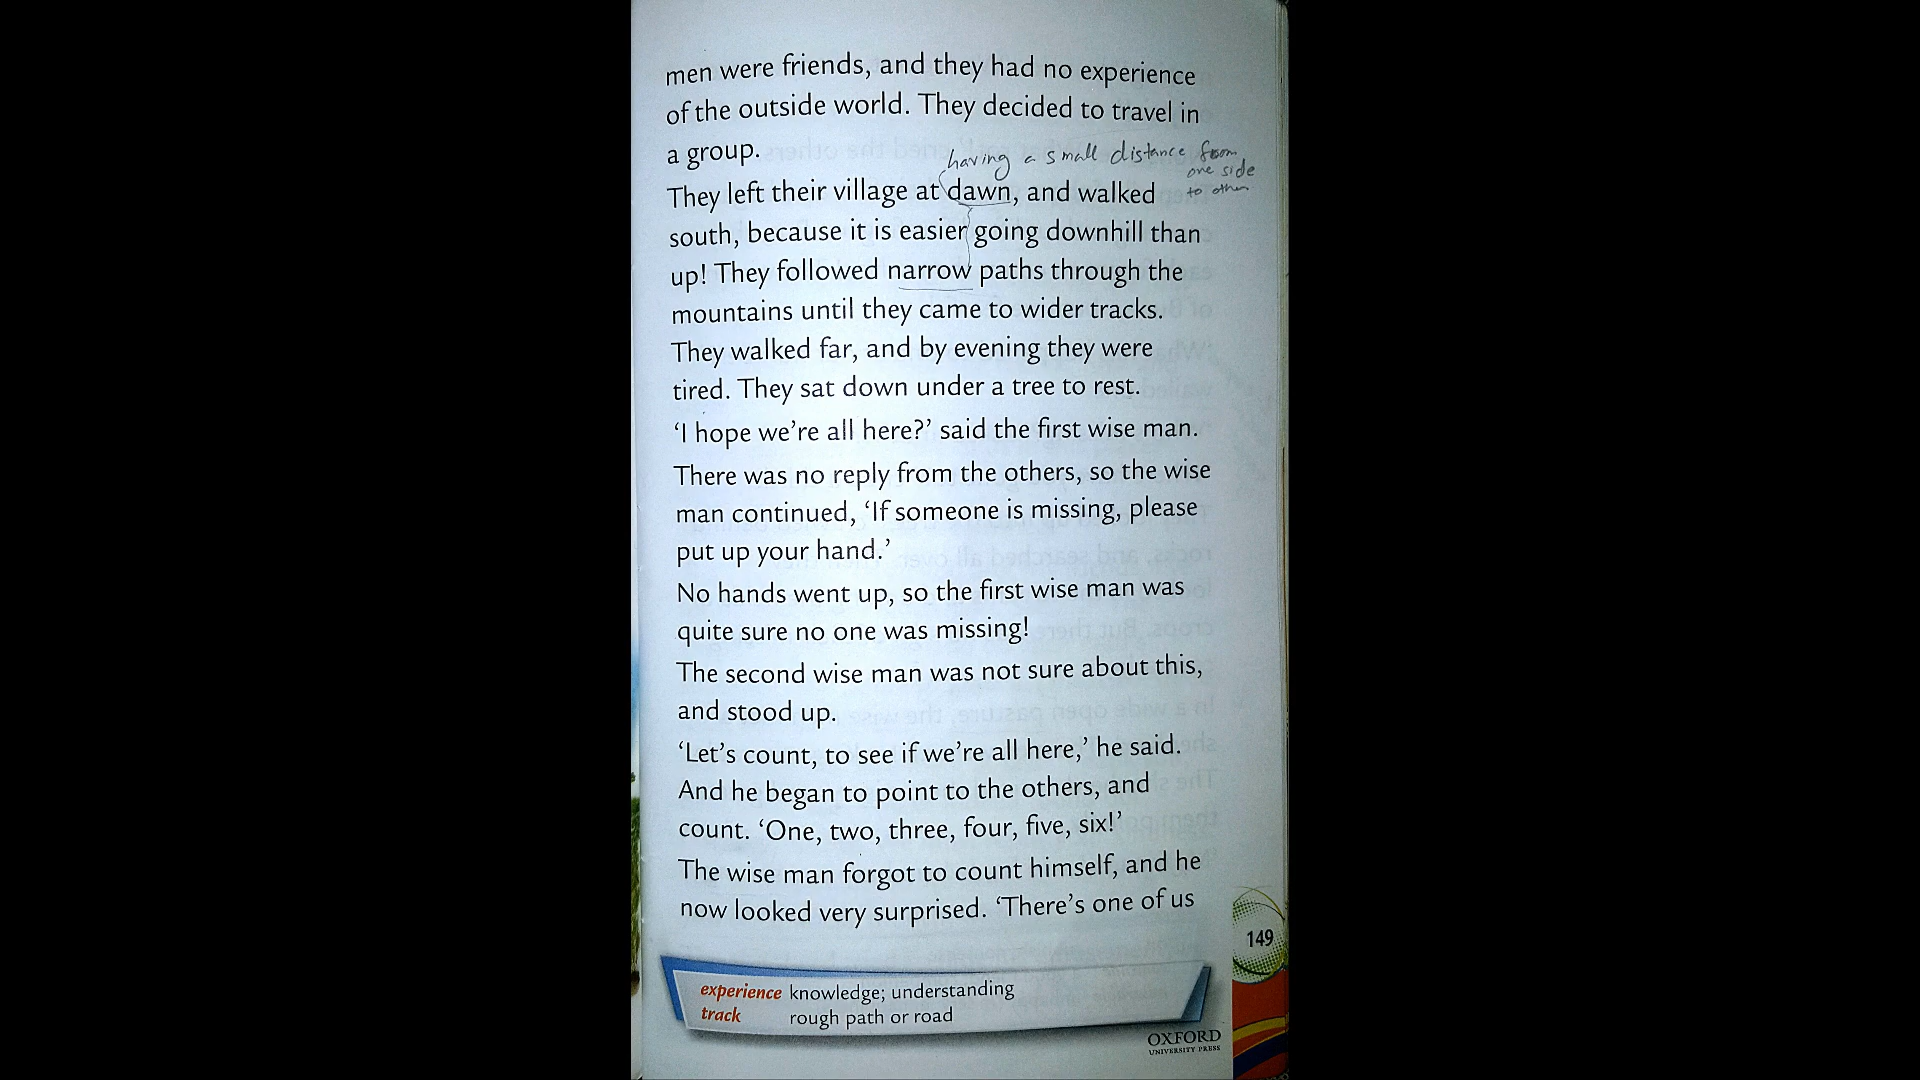 men were friends, and they had no experience
of the outside world. They decided to travel in
a group.
having a small distance from
one side
to other
They left their village at dawn, and walked
south, because it is easier going downhill than
up! They followed narrow paths through the
mountains until they came to wider tracks.
They walked far, and by evening they were
tired. They sat down under a tree to rest.
‘I hope we’re all here?’ said the first wise man.
There was no reply from the others, so the wise
man continued, ‘If someone is missing, please
put up your hand.’
No hands went up, so the first wise man was
quite sure no one was missing!
The second wise man was not sure about this,
and stood up.
‘Let’s count, to see if we’re all here,’ he said.
And he began to point to the others, and
count. ‘One, two, three, four, five, six!’
The wise man forgot to count himself, and he
now looked very surprised. ‘There’s one of us
149
experience knowledge; understanding
track rough path or road
OXFORD
UNIVERSITY PRESS